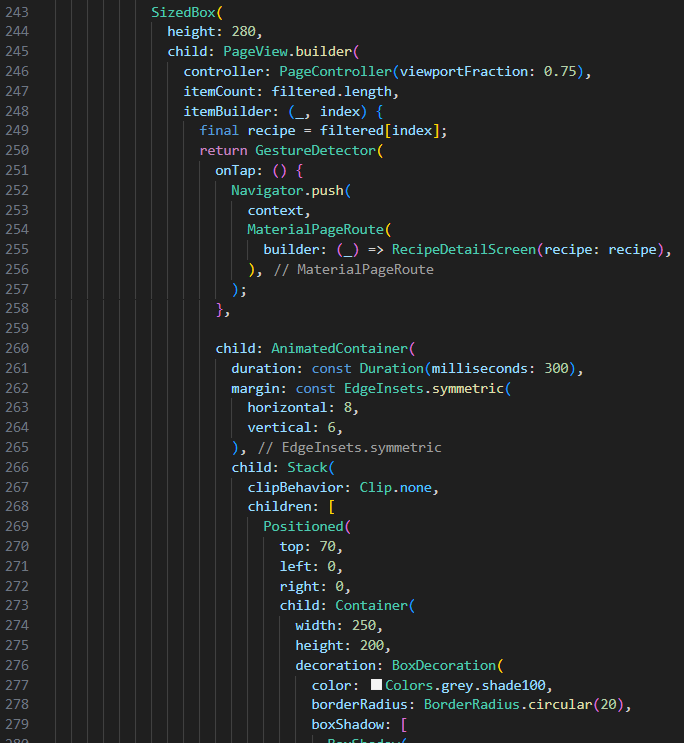 243 SizedBox(
244 height: 280,
245 child: PageView.builder(
246 controller: PageController(viewportFraction: 0.75),
247 itemCount: filtered.length,
248 itemBuilder: (_, index) {
249 final recipe = filtered[index];
250 return GestureDetector(
251 onTap: () {
252 Navigator.push(
253 context,
254 MaterialPageRoute(
255 builder: (_) => RecipeDetailScreen(recipe: recipe),
256 ), // MaterialPageRoute
257 );
258 },
259
260 child: AnimatedContainer(
261 duration: const Duration(milliseconds: 300),
262 margin: const EdgeInsets.symmetric(
263 horizontal: 8,
264 vertical: 6,
265 ), // EdgeInsets.symmetric
266 child: Stack(
267 clipBehavior: Clip.none,
268 children: [
269 Positioned(
270 top: 70,
271 left: 0,
272 right: 0,
273 child: Container(
274 width: 250,
275 height: 200,
276 decoration: BoxDecoration(
277 color: Colors.grey.shade100,
278 borderRadius: BorderRadius.circular(20),
279 boxShadow: [
280 BoxShadow(